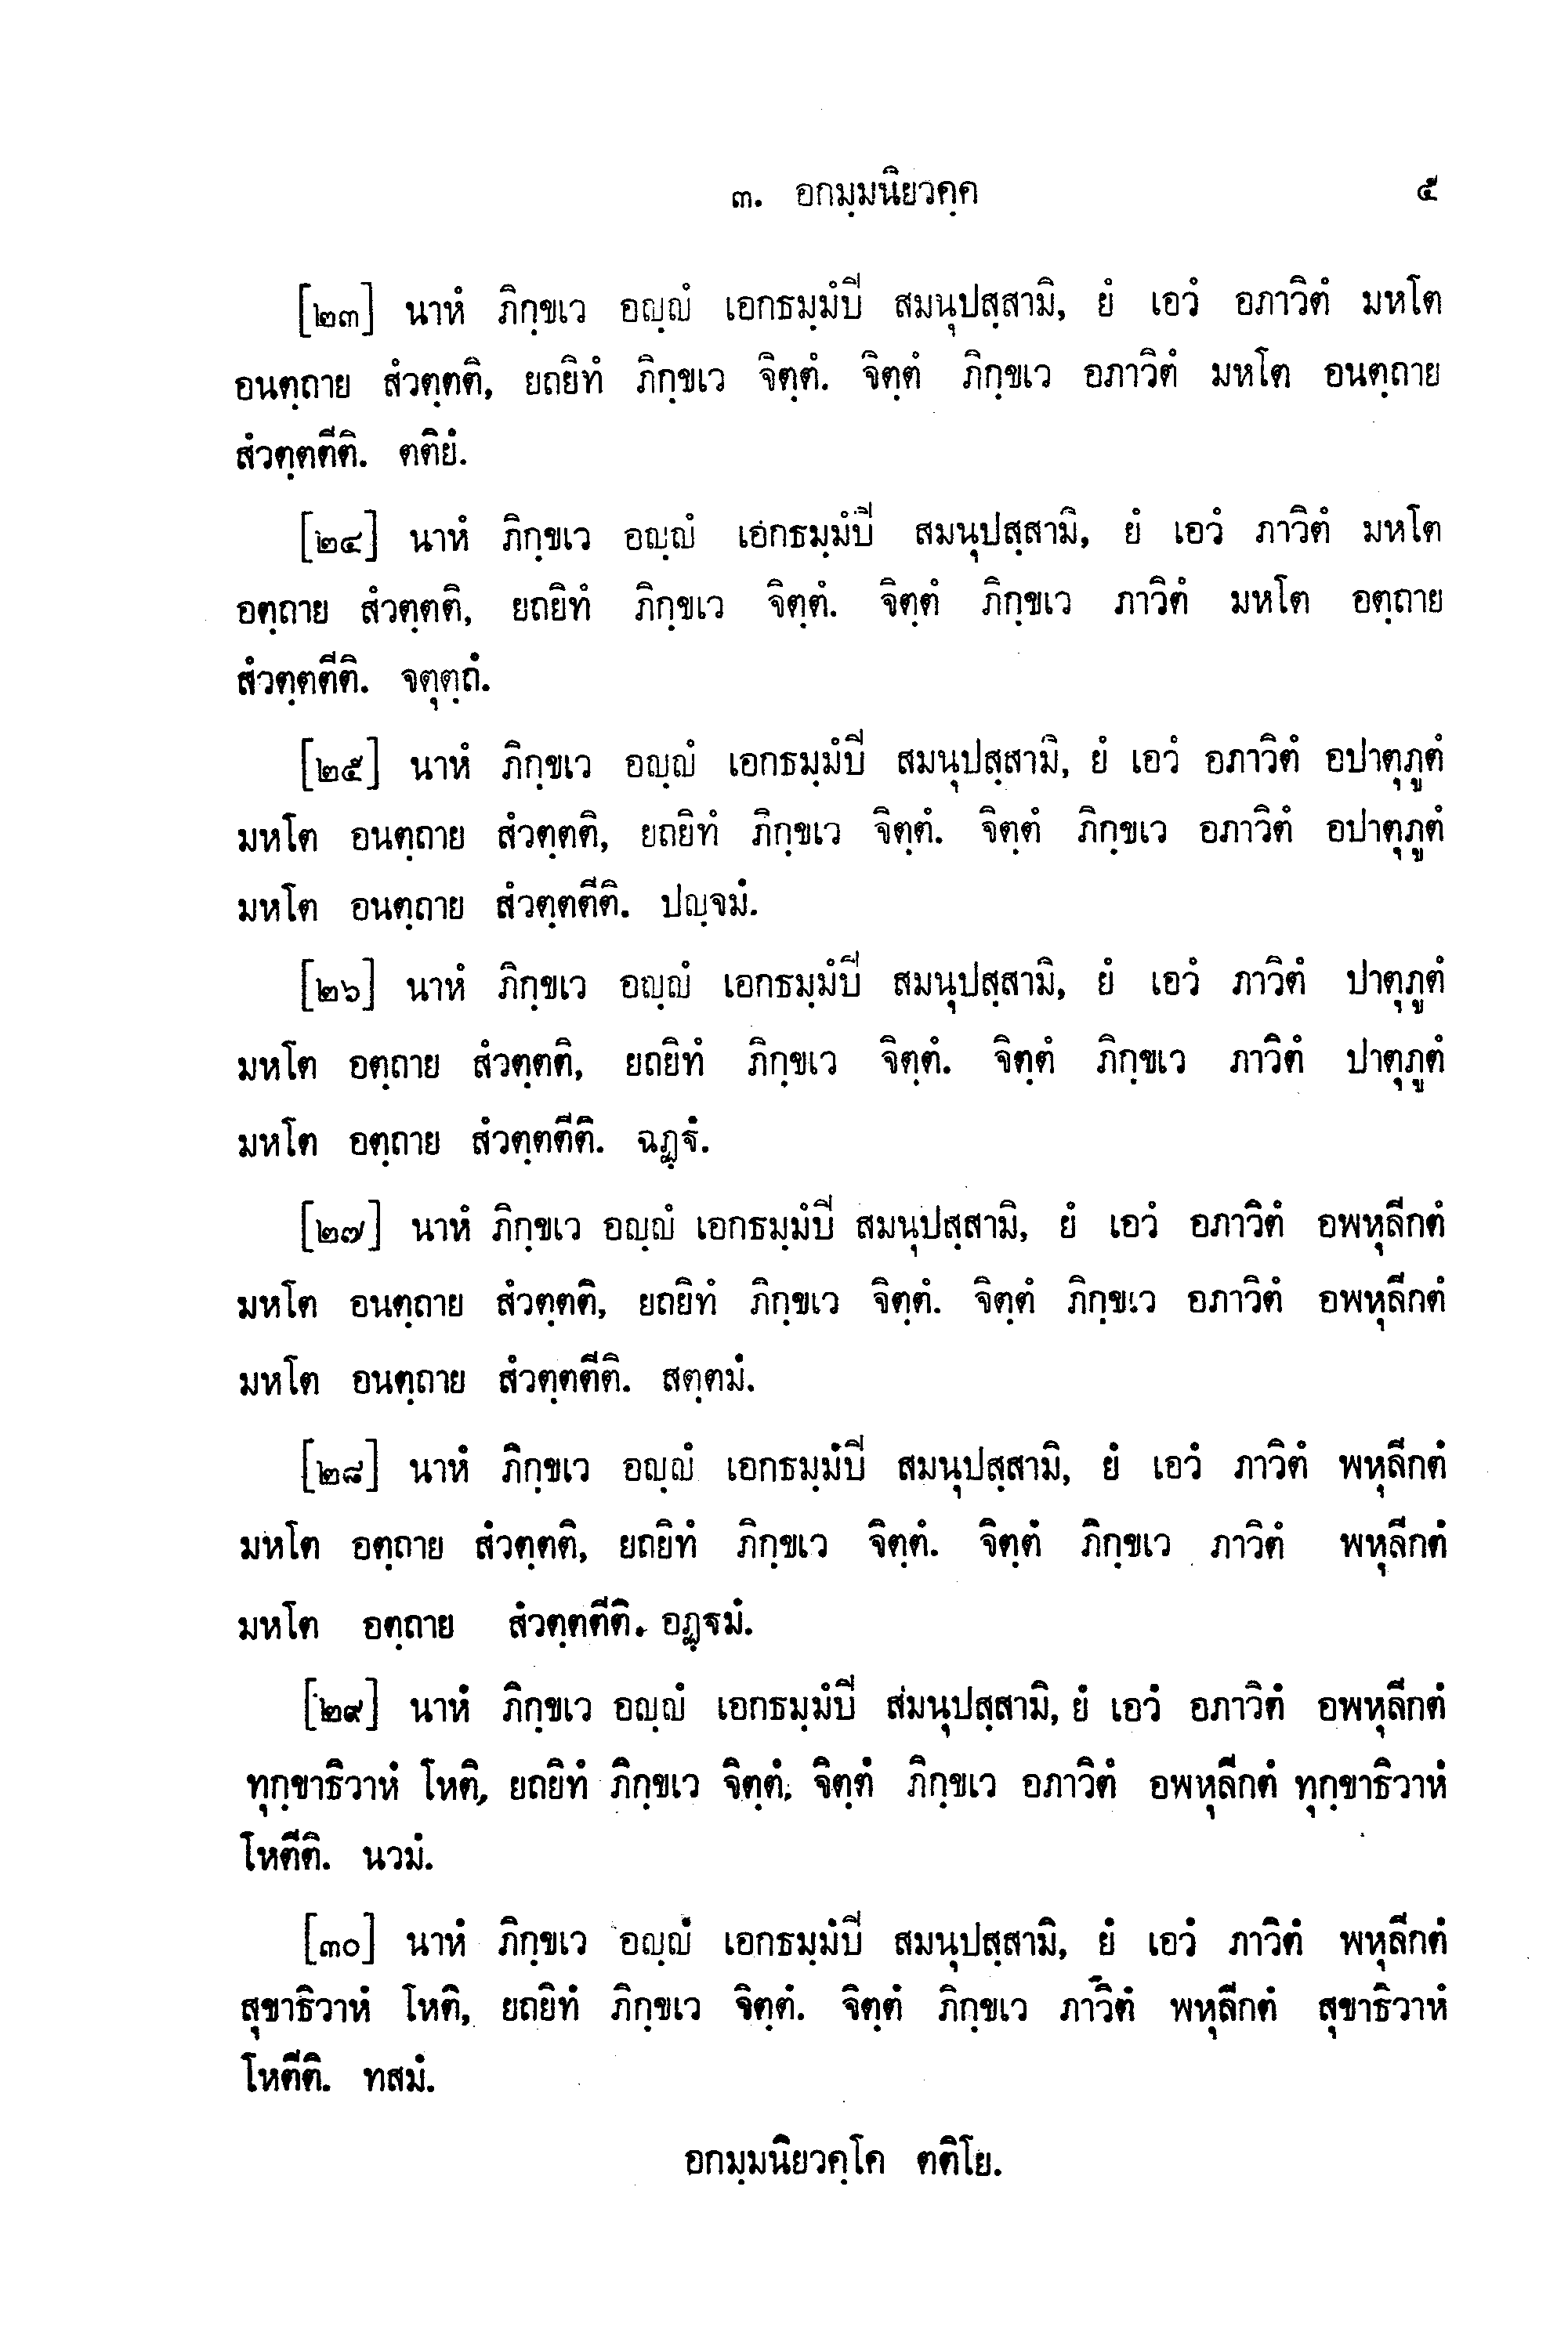 ๓. อกมฺมนิยวคฺค ๕
[๒๓] นาหํ ภิกฺขเว อญฺญํ เอกธมฺมํปี สมนุปสฺสามิ, ยํ เอวํ อภาวิตํ มหโต
อนตฺถาย สํวตฺตติ, ยถยิทํ ภิกฺขเว จิตฺตํ. จิตฺตํ ภิกฺขเว อภาวิตํ มหโต อนตฺถาย
สํวตฺตตีติ. ตติยํ.
[๒๔] นาหํ ภิกฺขเว อญฺญํ เอกธมฺมํปี สมนุปสฺสามิ, ยํ เอวํ ภาวิตํ มหโต
อตฺถาย สํวตฺตติ, ยถยิทํ ภิกฺขเว จิตฺตํ. จิตฺตํ ภิกฺขเว ภาวิตํ มหโต อตฺถาย
สํวตฺตตีติ. จตุตฺถํ.
[๒๕] นาหํ ภิกฺขเว อญฺญํ เอกธมฺมํปี สมนุปสฺสามิ, ยํ เอวํ อภาวิตํ อปาตุภูตํ
มหโต อนตฺถาย สํวตฺตติ, ยถยิทํ ภิกฺขเว จิตฺตํ. จิตฺตํ ภิกฺขเว อภาวิตํ อปาตุภูตํ
มหโต อนตฺถาย สํวตฺตตีติ. ปญฺจมํ.
[๒๖] นาหํ ภิกฺขเว อญฺญํ เอกธมฺมํปี สมนุปสฺสามิ, ยํ เอวํ ภาวิตํ ปาตุภูตํ
มหโต อตฺถาย สํวตฺตติ, ยถยิทํ ภิกฺขเว จิตฺตํ. จิตฺตํ ภิกฺขเว ภาวิตํ ปาตุภูตํ
มหโต อตฺถาย สํวตฺตตีติ. ฉฏฺฐํ.
[๒๗] นาหํ ภิกฺขเว อญฺญํ เอกธมฺมํปี สมนุปสฺสามิ, ยํ เอวํ อภาวิตํ อพหุลีกตํ
มหโต อนตฺถาย สํวตฺตติ, ยถยิทํ ภิกฺขเว จิตฺตํ. จิตฺตํ ภิกฺขเว อภาวิตํ อพหุลีกตํ
มหโต อนตฺถาย สํวตฺตตีติ. สตฺตมํ.
[๒๘] นาหํ ภิกฺขเว อญฺญํ เอกธมฺมํปี สมนุปสฺสามิ, ยํ เอวํ ภาวิตํ พหุลีกตํ
มหโต อตฺถาย สํวตฺตติ, ยถยิทํ ภิกฺขเว จิตฺตํ. จิตฺตํ ภิกฺขเว ภาวิตํ พหุลีกตํ
มหโต อตฺถาย สํวตฺตตีติ. อฏฺฐมํ.
[๒๙] นาหํ ภิกฺขเว อญฺญํ เอกธมฺมํปี สมนุปสฺสามิ, ยํ เอวํ อภาวิตํ อพหุลีกตํ
ทุกฺขาธิวาหํ โหติ, ยถยิทํ ภิกฺขเว จิตฺตํ. จิตฺตํ ภิกฺขเว อภาวิตํ อพหุลีกตํ ทุกฺขาธิวาหํ
โหตีติ. นวมํ.
[๓๐] นาหํ ภิกฺขเว อญฺญํ เอกธมฺมํปี สมนุปสฺสามิ, ยํ เอวํ ภาวิตํ พหุลีกตํ
สุขาธิวาหํ โหติ, ยถยิทํ ภิกฺขเว จิตฺตํ. จิตฺตํ ภิกฺขเว ภาวิตํ พหุลีกตํ สุขาธิวาหํ
โหตีติ. ทสมํ.
อกมฺมนิยวคฺโค ตติโย.